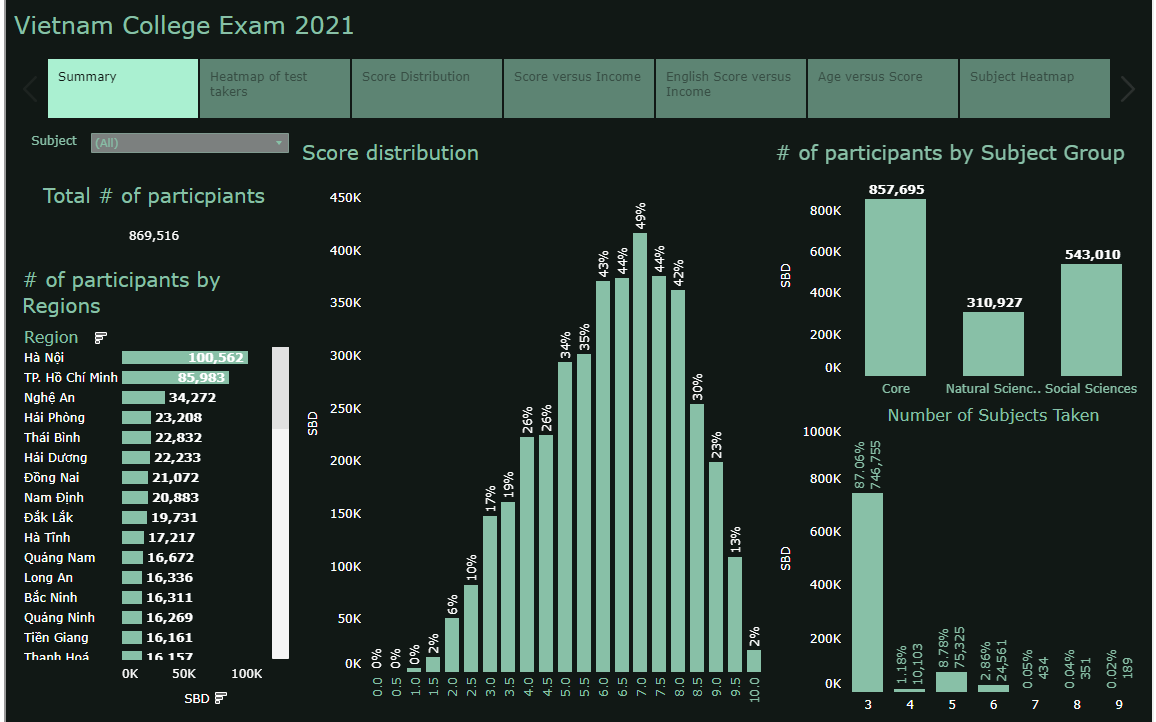 Vietnam College Exam 2021
Summary
Heatmap of test
takers
Score Distribution
Score versus Income
English Score versus
Income
Age versus Score
Subject Heatmap
Subject
(All)
Total # of particpiants
869,516
# of participants by
Regions
Region
Hà Nội
100,562
TP. Hồ Chí Minh
85,983
Nghệ An
34,272
Hải Phòng
23,208
Thái Bình
22,832
Hải Dương
22,233
Đồng Nai
21,072
Nam Định
20,883
Đắk Lắk
19,731
Hà Tĩnh
17,217
Quảng Nam
16,672
Long An
16,336
Bắc Ninh
16,311
Quảng Ninh
16,269
Tiền Giang
16,161
Thanh Hoá
16,157
0K
50K
100K
SBD
Score distribution
450K
400K
350K
300K
250K
200K
150K
100K
50K
0K
SBD
0%
0%
0%
2%
6%
10%
17%
19%
26%
26%
34%
35%
43%
44%
49%
44%
42%
30%
23%
13%
2%
0.0
0.5
1.0
1.5
2.0
2.5
3.0
3.5
4.0
4.5
5.0
5.5
6.0
6.5
7.0
7.5
8.0
8.5
9.0
9.5
10.0
# of participants by Subject Group
800K
600K
400K
200K
0K
SBD
857,695
310,927
543,010
Core
Natural Scienc..
Social Sciences
Number of Subjects Taken
1000K
800K
600K
400K
200K
0K
SBD
87.06%
746,755
1.18%
10,103
8.78%
75,325
2.86%
24,561
0.05%
434
0.04%
351
0.02%
189
3
4
5
6
7
8
9